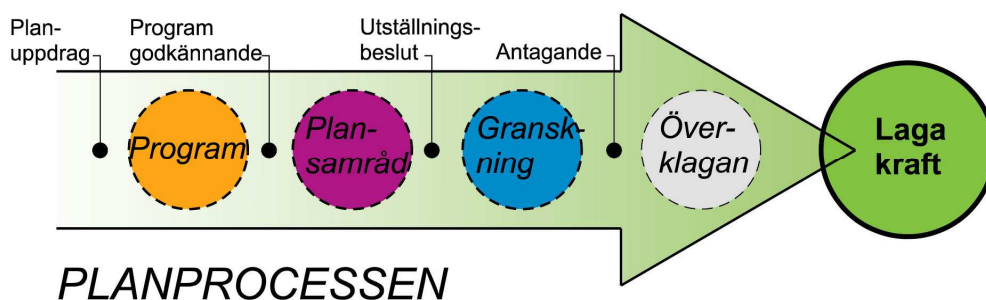 Plan-
uppdrag
Program
godkännande
Utställnings-
beslut
Antagande
Program
Plan-
samråd
Gransk-
ning
Över-
klagan
Laga
kraft
PLANPROCESSEN